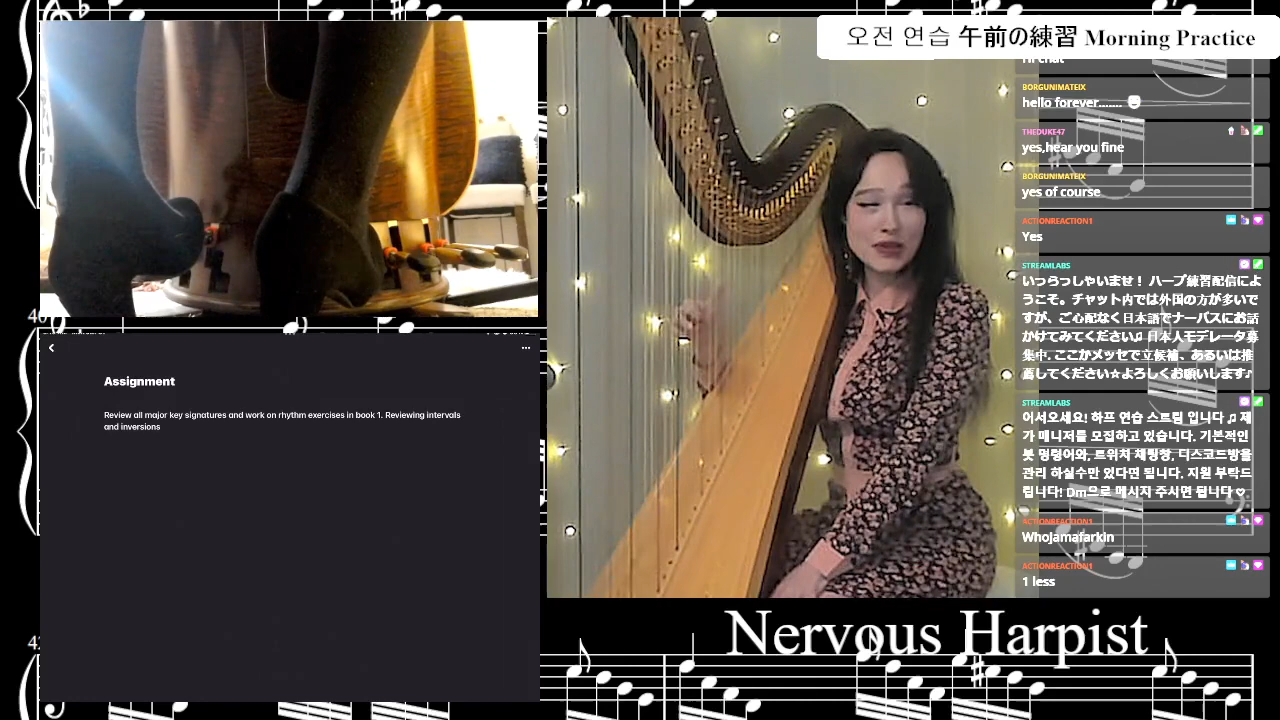 오전 연습 午前の練習 Morning Practice
Hi chat
BORGUNIMATEIX
hello forever.......
THEDUKE47
yes,hear you fine
BORGUNIMATEIX
yes of course
ACTIONREACTION1
Yes
STREAMLABS
いらっしゃいませ！ ハープ練習配信によ
うこそ。チャット内では外国の方が多いで
すが、ご心配なく日本語でナーバスにお話
かけてみてください♫ 日本人モデレータ募
集中. ここかメッセで立候補、あるいは推
薦してください☆よろしくお願いします♪
STREAMLABS
어서오세요! 하프 연습 스트림 입니다 ♫ 제
가 매니저를 모집하고 있습니다. 기본적인
봇 명령어와, 트위치 채팅창, 디스코드방을
관리 하실수만 있다면 됩니다. 지원 부탁드
립니다! Dm으로 메시지 주시면 됩니다 ♡
ACTIONREACTION1
Whojamafarkin
ACTIONREACTION1
1 less
Assignment
Review all major key signatures and work on rhythm exercises in book 1. Reviewing intervals
and inversions
Nervous Harpist